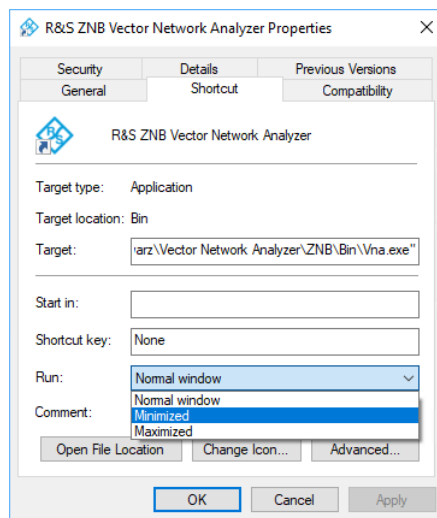 R&S ZNB Vector Network Analyzer Properties
Security Details Previous Versions
General Shortcut Compatibility
R&S ZNB Vector Network Analyzer
Target type: Application
Target location: Bin
Target: arz\Vector Network Analyzer\ZNB\Bin\Vna.exe"
Start in:
Shortcut key: None
Run: Normal window
Normal window
Comment: Minimized
Maximized
Open File Location Change Icon... Advanced...
OK Cancel Apply